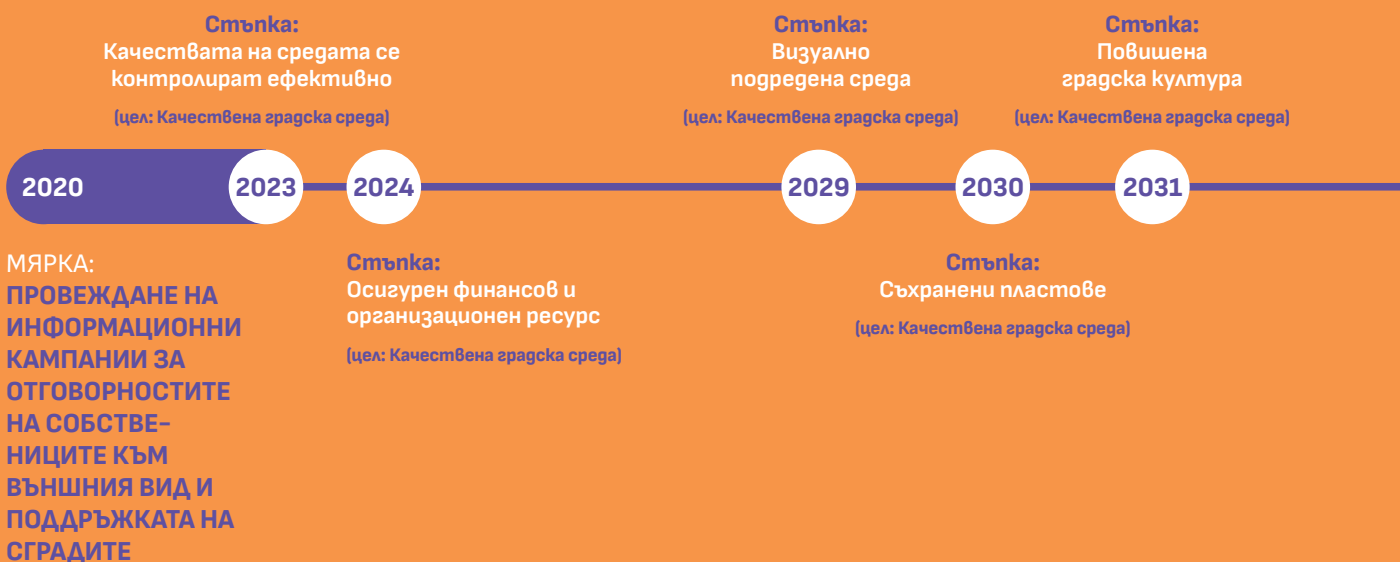 Стъпка:
Качествата на средата се
контролират ефективно
(цел: Качествена градска среда)
Стъпка:
Визуално
подредена среда
(цел: Качествена градска среда)
Стъпка:
Повишена
градска култура
(цел: Качествена градска среда)
2020
2023
2024
2029
2030
2031
МЯРКА:
ПРОВЕЖДАНЕ НА
ИНФОРМАЦИОННИ
КАМПАНИИ ЗА
ОТГОВОРНОСТИТЕ
НА СОБСТВЕ-
НИЦИТЕ КЪМ
ВЪНШНИЯ ВИД И
ПОДДРЪЖКАТА НА
СГРАДИТЕ
Стъпка:
Осигурен финансов и
организационен ресурс
(цел: Качествена градска среда)
Стъпка:
Съхранени пластове
(цел: Качествена градска среда)